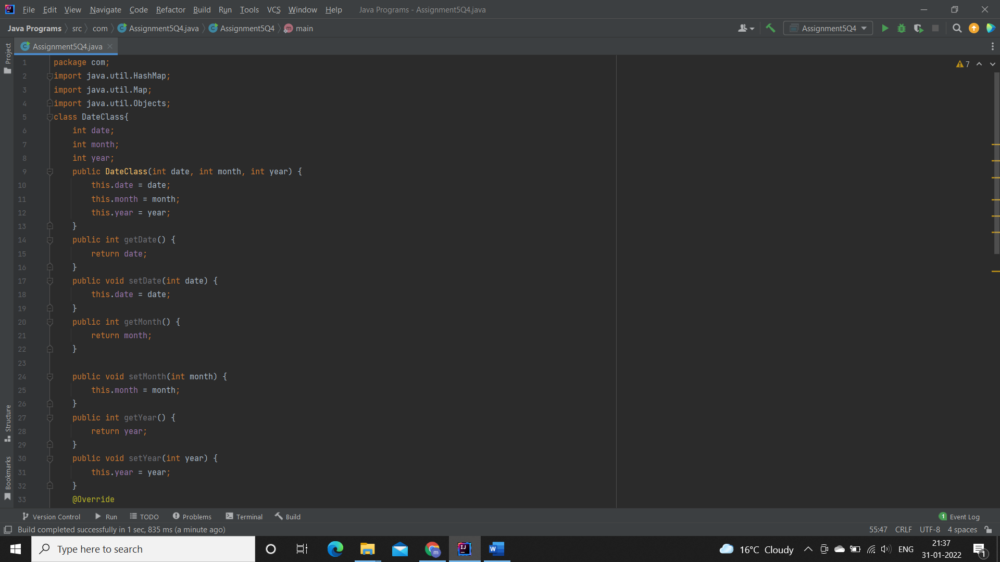 File Edit View Navigate Code Refactor Build Run Tools VCS Window Help Java Programs - Assignment5Q4.java
Java Programs src com Assignment5Q4.java Assignment5Q4 main Assignment5Q4
Assignment5Q4.java
Project
1 package com;
2 import java.util.HashMap;
3 import java.util.Map;
4 import java.util.Objects;
5 class DateClass{
6 int date;
7 int month;
8 int year;
9 public DateClass(int date, int month, int year) {
10 this.date = date;
11 this.month = month;
12 this.year = year;
13 }
14 public int getDate() {
15 return date;
16 }
17 public void setDate(int date) {
18 this.date = date;
19 }
20 public int getMonth() {
21 return month;
22 }
23
24 public void setMonth(int month) {
25 this.month = month;
26 }
27 public int getYear() {
28 return year;
29 }
30 public void setYear(int year) {
31 this.year = year;
32 }
33 @Override
7
Structure
Bookmarks
Version Control Run TODO Problems Terminal Build 1 Event Log
Build completed successfully in 1 sec, 835 ms (a minute ago) 55:47 CRLF UTF-8 4 spaces
Type here to search 16°C Cloudy ENG 21:37
31-01-2022 1